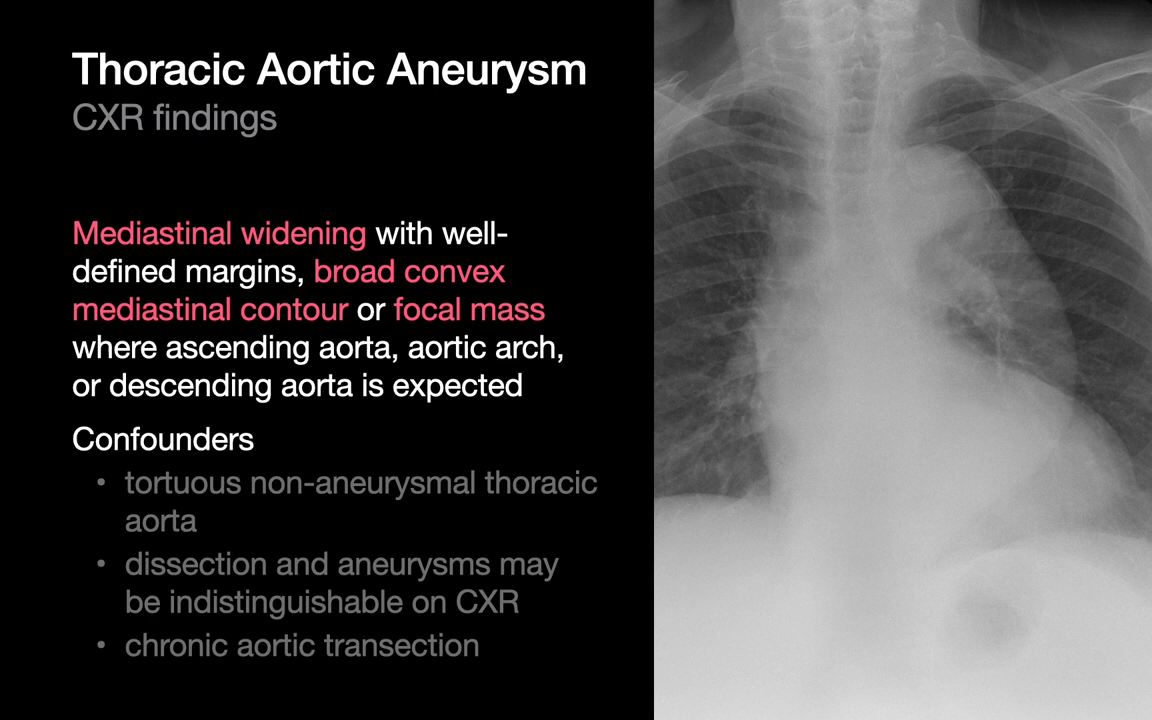 Thoracic Aortic Aneurysm
CXR findings
Mediastinal widening with well-
defined margins, broad convex
mediastinal contour or focal mass
where ascending aorta, aortic arch,
or descending aorta is expected
Confounders
• tortuous non-aneurysmal thoracic
aorta
• dissection and aneurysms may
be indistinguishable on CXR
• chronic aortic transection